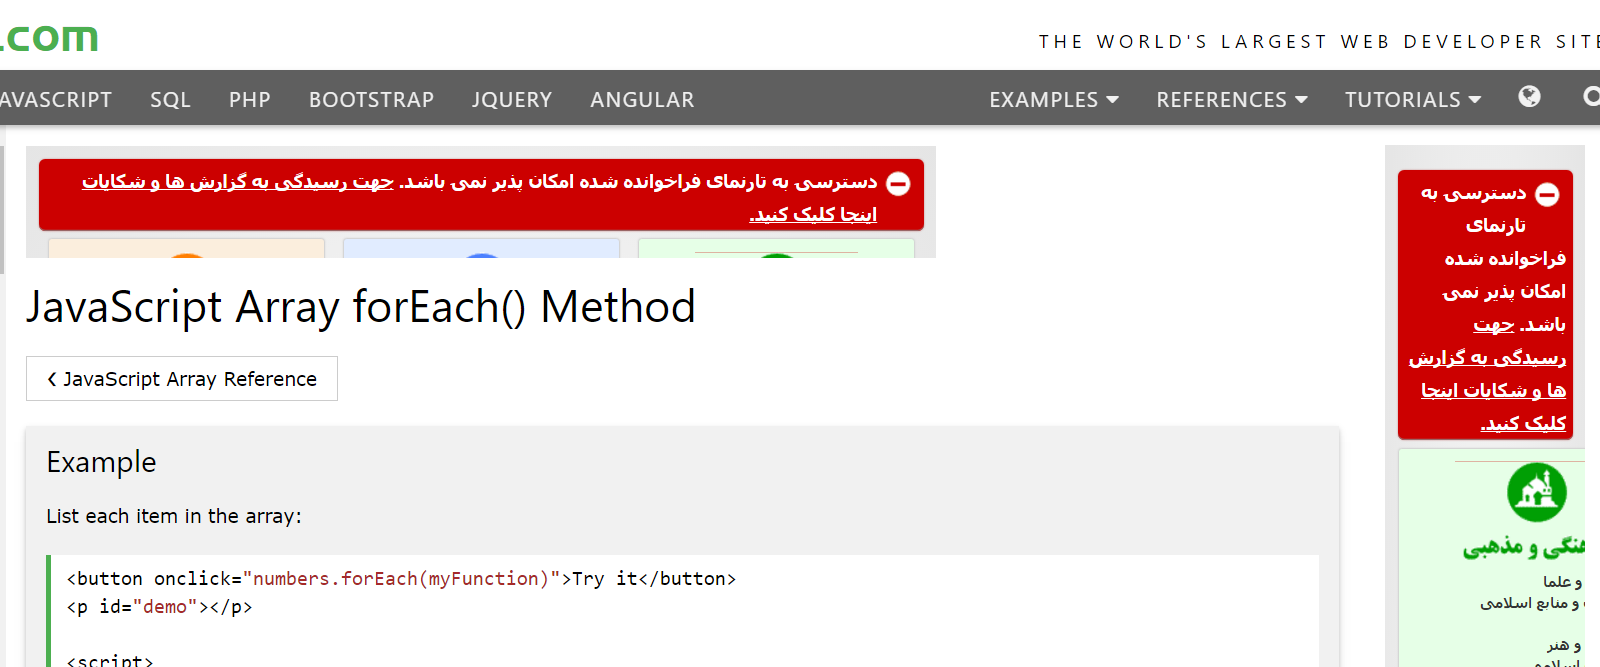 .com
THE WORLD'S LARGEST WEB DEVELOPER SITE
AVASCRIPT SQL PHP BOOTSTRAP JQUERY ANGULAR EXAMPLES REFERENCES TUTORIALS
دسترسی به تارنمای فراخوانده شده امکان پذیر نمی باشد. جهت رسیدگی به گزارش ها و شکایات
اینجا کلیک کنید.
JavaScript Array forEach() Method
❮ JavaScript Array Reference
Example
List each item in the array:
<button onclick="numbers.forEach(myFunction)">Try it</button>
<p id="demo"></p>
<script>
دسترسی به
تارنمای
فراخوانده شده
امکان پذیر نمی
باشد. جهت
رسیدگی به گزارش
ها و شکایات اینجا
کلیک کنید.
هنگی و مذهبی
و علما
و منابع اسلامی
و هنر